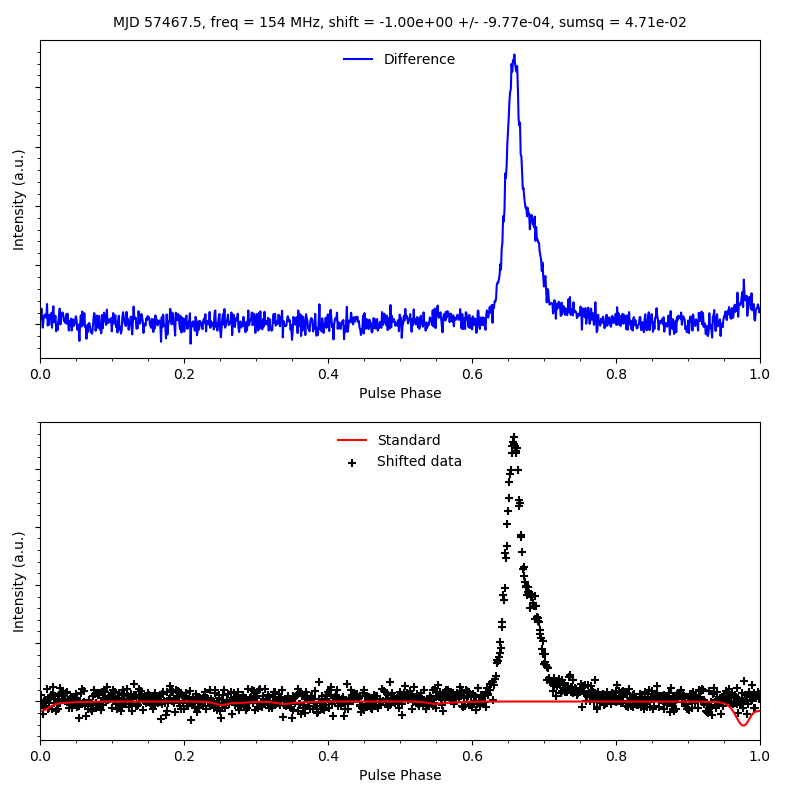 MJD 57467.5, freq = 154 MHz, shift = -1.00e+00 +/- -9.77e-04, sumsq = 4.71e-02
Difference
Intensity (a.u.)
0.0 0.2 0.4 0.6 0.8 1.0
Pulse Phase
Standard
Shifted data
Intensity (a.u.)
0.0 0.2 0.4 0.6 0.8 1.0
Pulse Phase